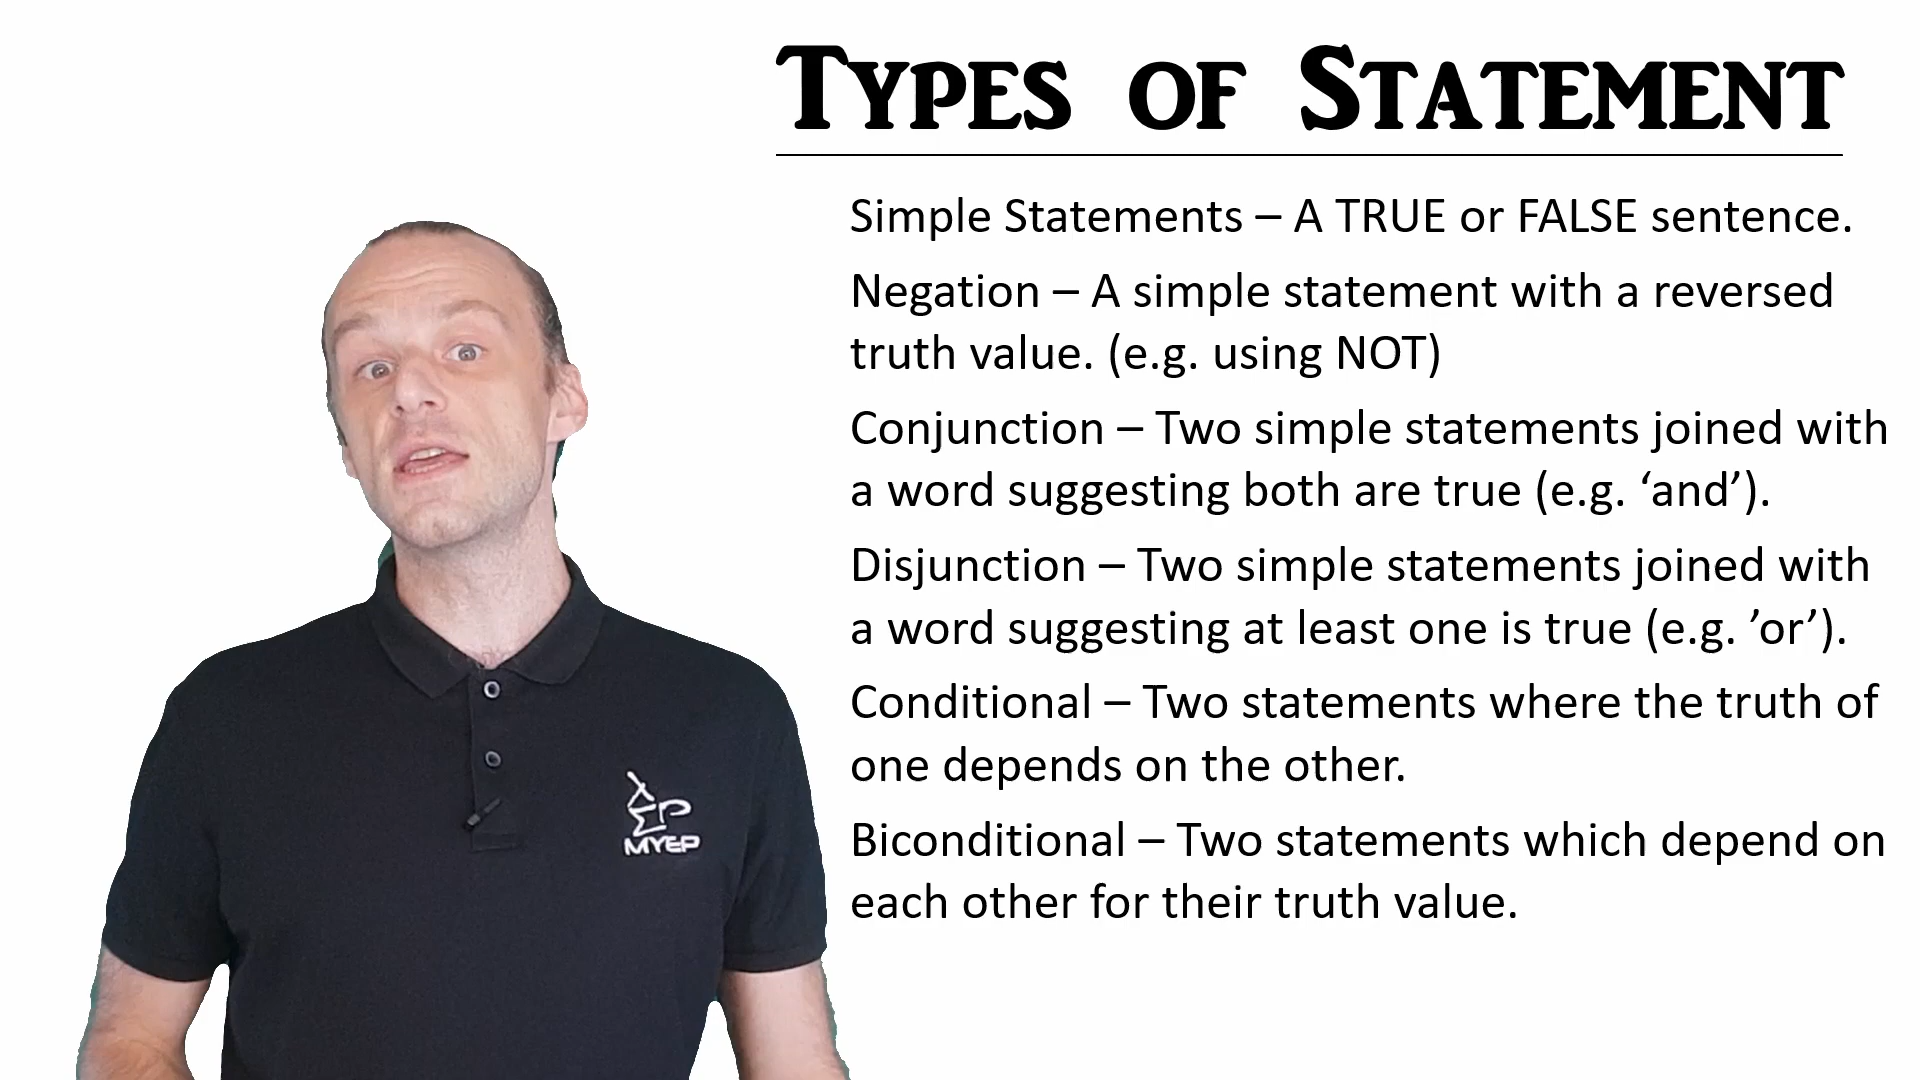 TYPES OF STATEMENT
Simple Statements – A TRUE or FALSE sentence.
Negation – A simple statement with a reversed
truth value. (e.g. using NOT)
Conjunction – Two simple statements joined with
a word suggesting both are true (e.g. ‘and’).
Disjunction – Two simple statements joined with
a word suggesting at least one is true (e.g. ’or’).
Conditional – Two statements where the truth of
one depends on the other.
Biconditional – Two statements which depend on
each other for their truth value.
MYEP